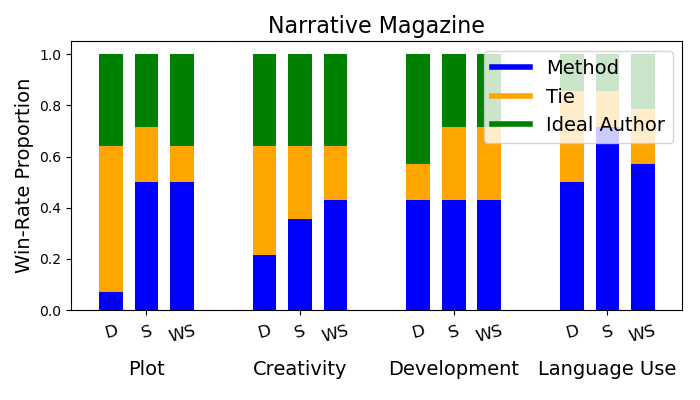 Narrative Magazine
Win-Rate Proportion
1.0
0.8
0.6
0.4
0.2
0.0
Method
Tie
Ideal Author
D S WS D S WS D S WS D S WS
Plot Creativity Development Language Use